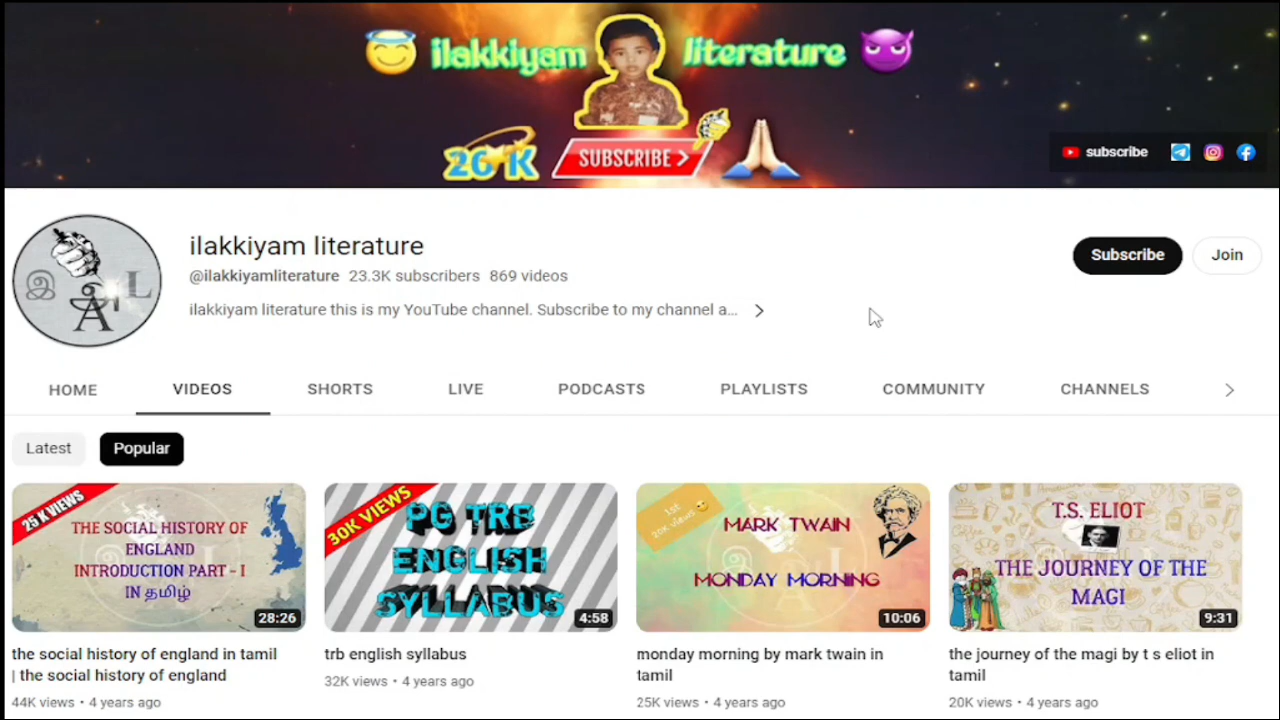 ilakkiyam literature
26 K SUBSCRIBE >
subscribe
ilakkiyam literature
@ilakkiyamliterature 23.3K subscribers 869 videos
ilakkiyam literature this is my YouTube channel. Subscribe to my channel a...
Subscribe Join
இ A L
HOME VIDEOS SHORTS LIVE PODCASTS PLAYLISTS COMMUNITY CHANNELS
Latest Popular
25 K VIEWS
THE SOCIAL HISTORY OF
ENGLAND
INTRODUCTION PART - I
IN தமிழ்
28:26
30K VIEWS
PG TRB
ENGLISH
SYLLABUS
4:58
1st
20K views
MARK TWAIN
MONDAY MORNING
10:06
T.S. ELIOT
THE JOURNEY OF THE
MAGI
9:31
the social history of england in tamil
| the social history of england
44K views • 4 years ago
trb english syllabus
32K views • 4 years ago
monday morning by mark twain in
tamil
25K views • 4 years ago
the journey of the magi by t s eliot in
tamil
20K views • 4 years ago